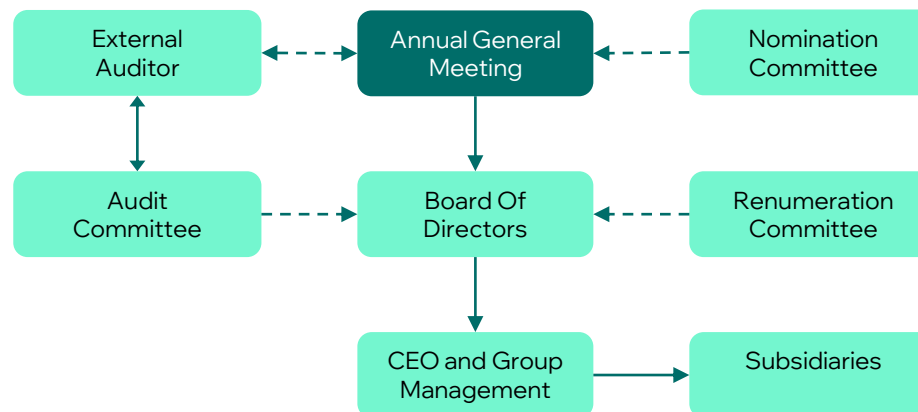 External
Auditor
Annual General
Meeting
Nomination
Committee
Audit
Committee
Board Of
Directors
Renumeration
Committee
CEO and Group
Management
Subsidiaries